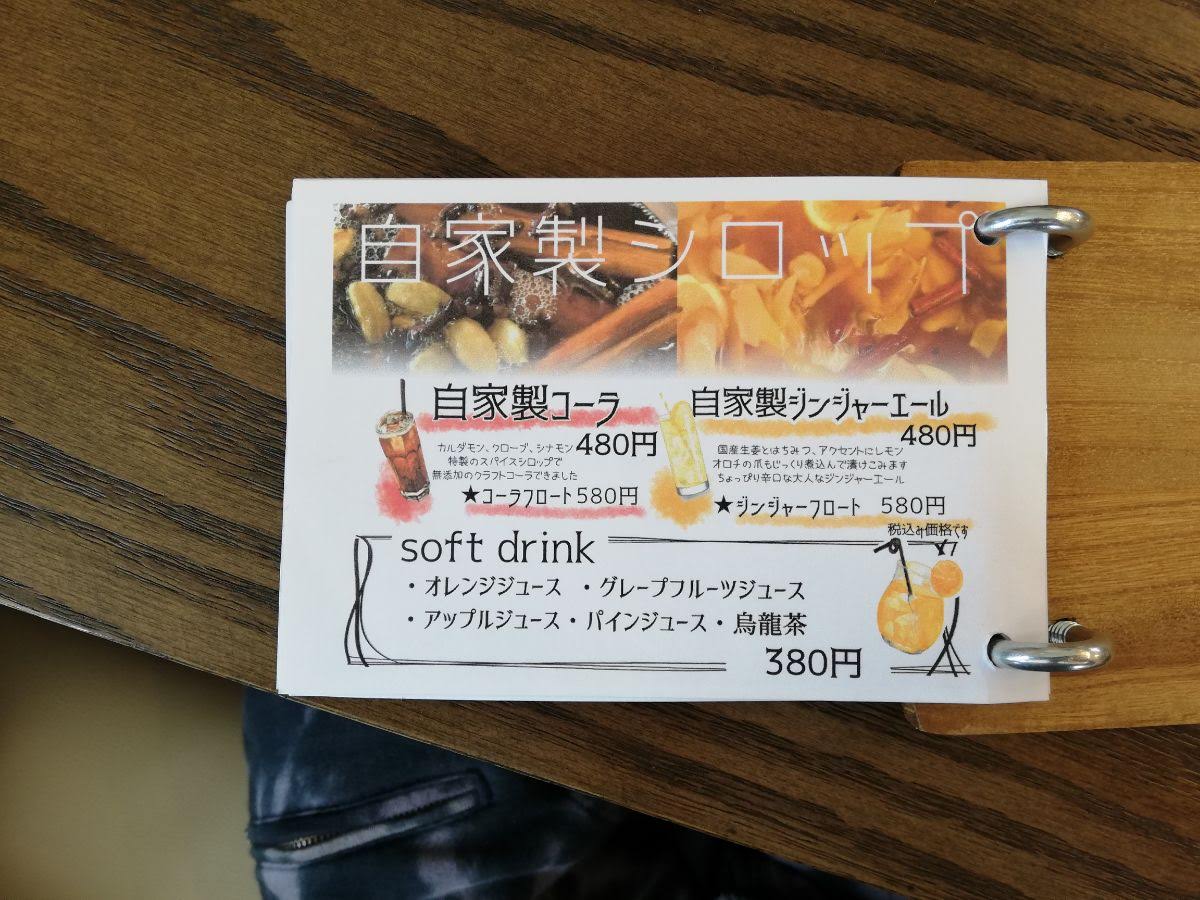 自家製シロップ
自家製コーラ
480円
カルダモン、クローブ、シナモン
特製のスパイスシロップで
無添加のクラフトコーラできました
★コーラフロート 580円
自家製ジンジャーエール
480円
国産生姜とはちみつ、アクセントにレモン
オロチの爪もじっくり煮込んで漬けこみます
ちょっぴり辛口な大人なジンジャーエール
★ジンジャーフロート 580円
税込み価格です
soft drink
・オレンジジュース ・グレープフルーツジュース
・アップルジュース・パインジュース・烏龍茶
380円